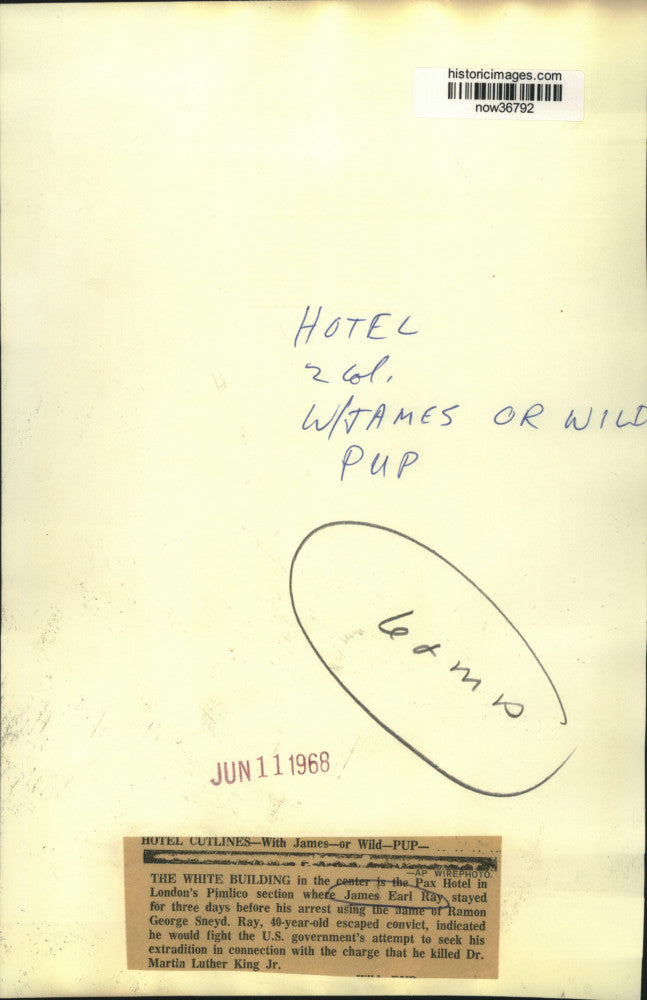 historicimages.com
now36792
HOTEL
2 Col.
W/JAMES OR WILD
PUP
JUN 11 1968
HOTEL CUTLINES—With James—or Wild—PUP—
—AP WIREPHOTO.
THE WHITE BUILDING in the center is the Pax Hotel in
London's Pimlico section where James Earl Ray stayed
for three days before his arrest using the name of Ramon
George Sneyd. Ray, 40-year-old escaped convict, indicated
he would fight the U.S. government's attempt to seek his
extradition in connection with the charge that he killed Dr.
Martin Luther King Jr.